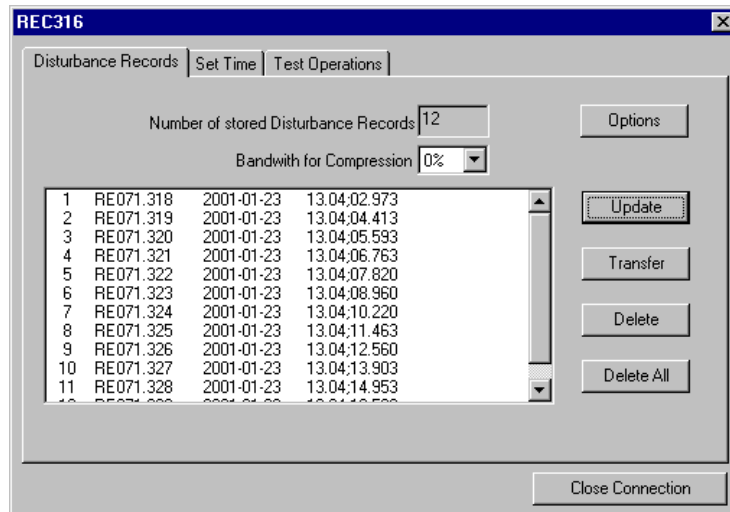 REC316
Disturbance Records Set Time Test Operations
Number of stored Disturbance Records 12
Options
Bandwith for Compression 0%
1 RE071.318 2001-01-23 13.04;02.973
2 RE071.319 2001-01-23 13.04;04.413
3 RE071.320 2001-01-23 13.04;05.593
4 RE071.321 2001-01-23 13.04;06.763
5 RE071.322 2001-01-23 13.04;07.820
6 RE071.323 2001-01-23 13.04;08.960
7 RE071.324 2001-01-23 13.04;10.220
8 RE071.325 2001-01-23 13.04;11.463
9 RE071.326 2001-01-23 13.04;12.560
10 RE071.327 2001-01-23 13.04;13.903
11 RE071.328 2001-01-23 13.04;14.953
Update
Transfer
Delete
Delete All
Close Connection